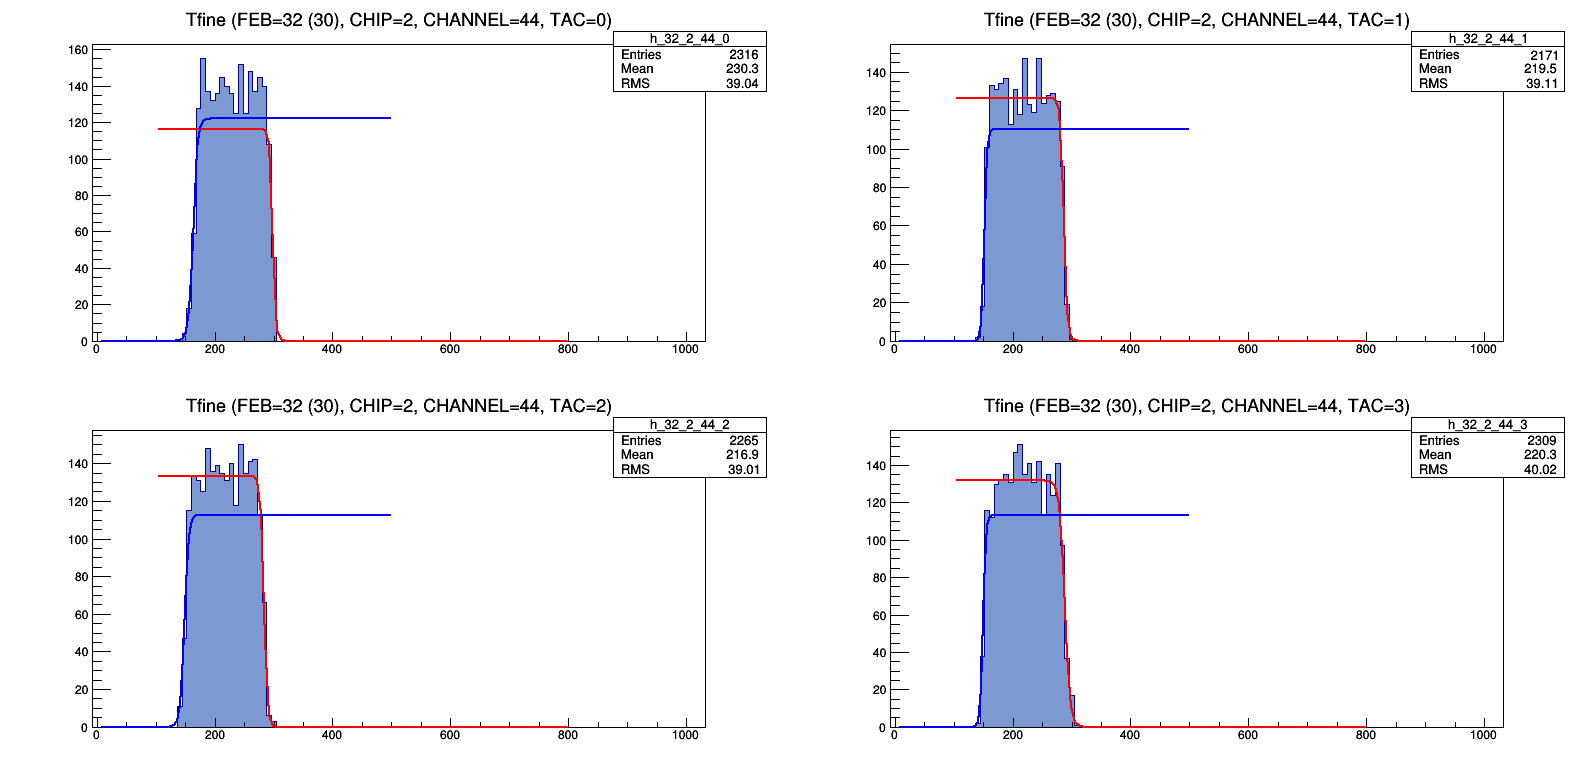 Tfine (FEB=32 (30), CHIP=2, CHANNEL=44, TAC=0)
h_32_2_44_0
Entries 2316
Mean 230.3
RMS 39.04
160
140
120
100
80
60
40
20
0
0 200 400 600 800 1000
Tfine (FEB=32 (30), CHIP=2, CHANNEL=44, TAC=1)
h_32_2_44_1
Entries 2171
Mean 219.5
RMS 39.11
140
120
100
80
60
40
20
0
0 200 400 600 800 1000
Tfine (FEB=32 (30), CHIP=2, CHANNEL=44, TAC=2)
h_32_2_44_2
Entries 2265
Mean 216.9
RMS 39.01
140
120
100
80
60
40
20
0
0 200 400 600 800 1000
Tfine (FEB=32 (30), CHIP=2, CHANNEL=44, TAC=3)
h_32_2_44_3
Entries 2309
Mean 220.3
RMS 40.02
140
120
100
80
60
40
20
0
0 200 400 600 800 1000